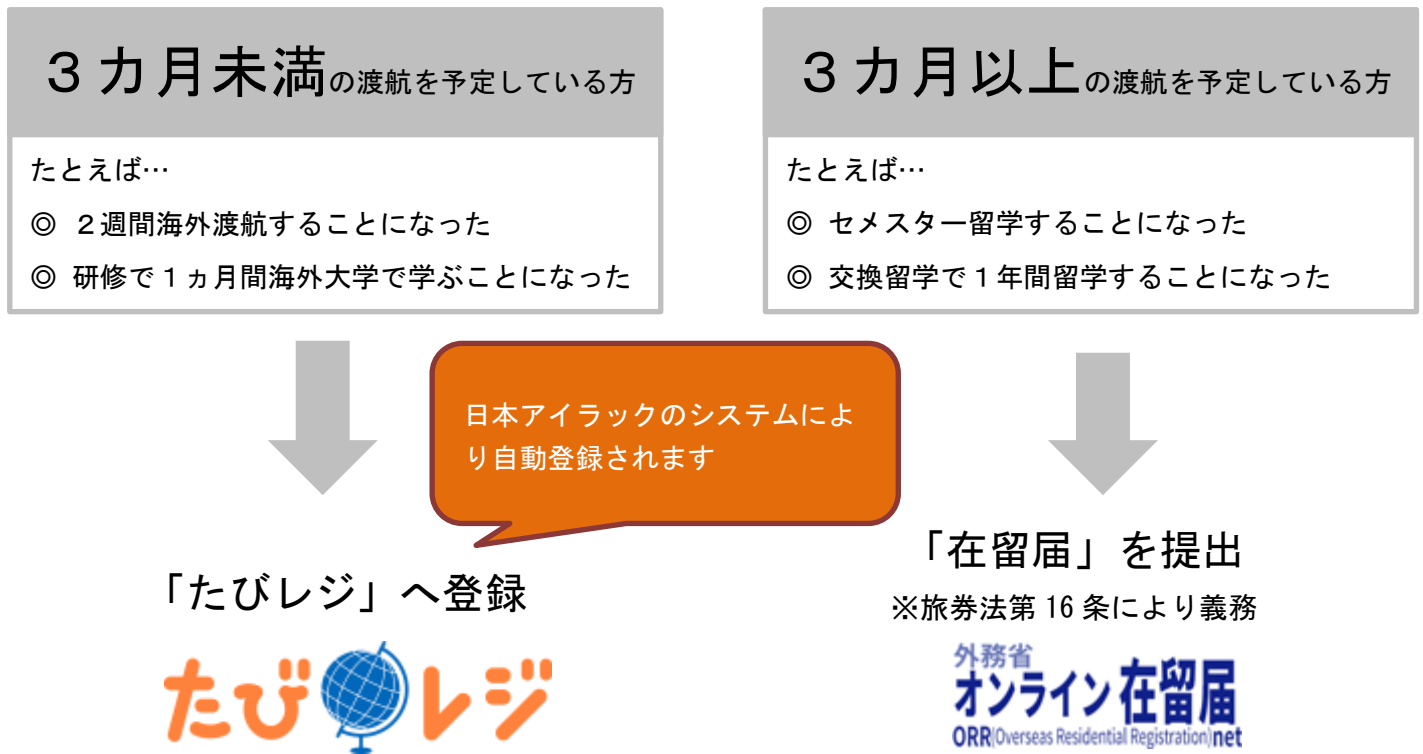 ３カ月未満の渡航を予定している方
たとえば…
◎ ２週間海外渡航することになった
◎ 研修で１ヵ月間海外大学で学ぶことになった
３カ月以上の渡航を予定している方
たとえば…
◎ セメスター留学することになった
◎ 交換留学で１年間留学することになった
日本アイラックのシステムによ
り自動登録されます
「たびレジ」へ登録
たびレジ
「在留届」を提出
※旅券法第 16 条により義務
外務省
オンライン在留届
ORR(Overseas Residential Registration)net